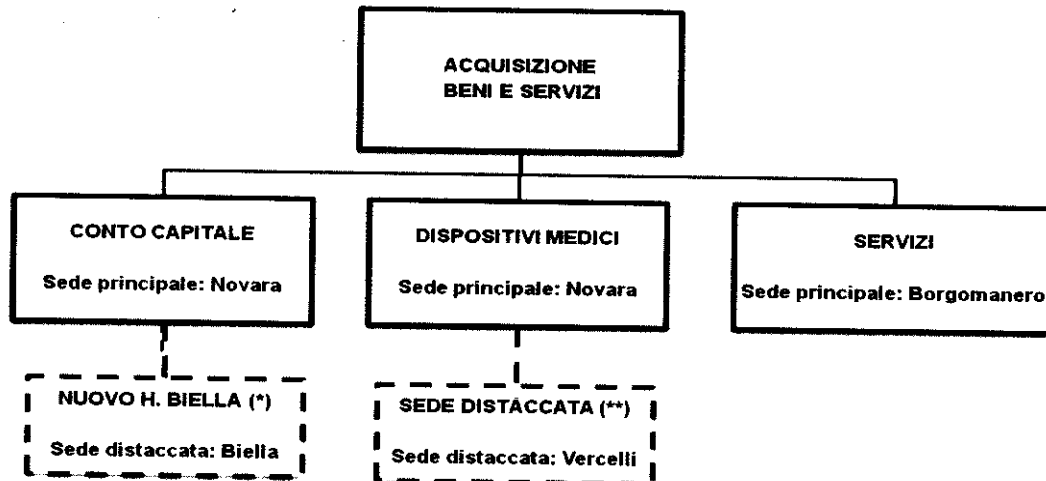 ACQUISIZIONE
BENI E SERVIZI
CONTO CAPITALE
Sede principale: Novara
DISPOSITIVI MEDICI
Sede principale: Novara
SERVIZI
Sede principale: Borgomanero
NUOVO H. BIELLA (*)
Sede distaccata: Biella
SEDE DISTACCATA (**)
Sede distaccata: Vercelli